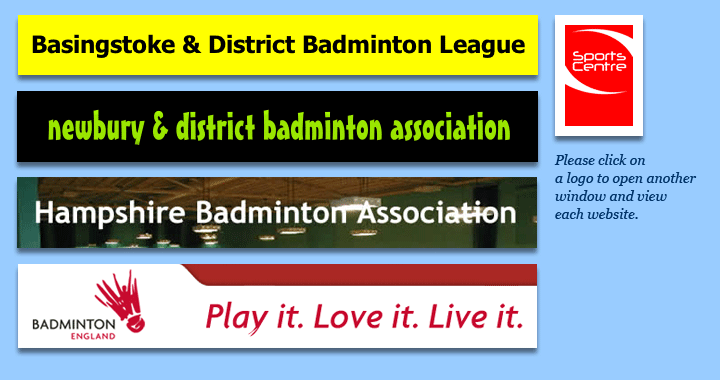 Basingstoke & District Badminton League
newbury & district badminton association
Hampshire Badminton Association
BADMINTON
ENGLAND
Play it. Love it. Live it.
Sports
Centre
Please click on
a logo to open another
window and view
each website.